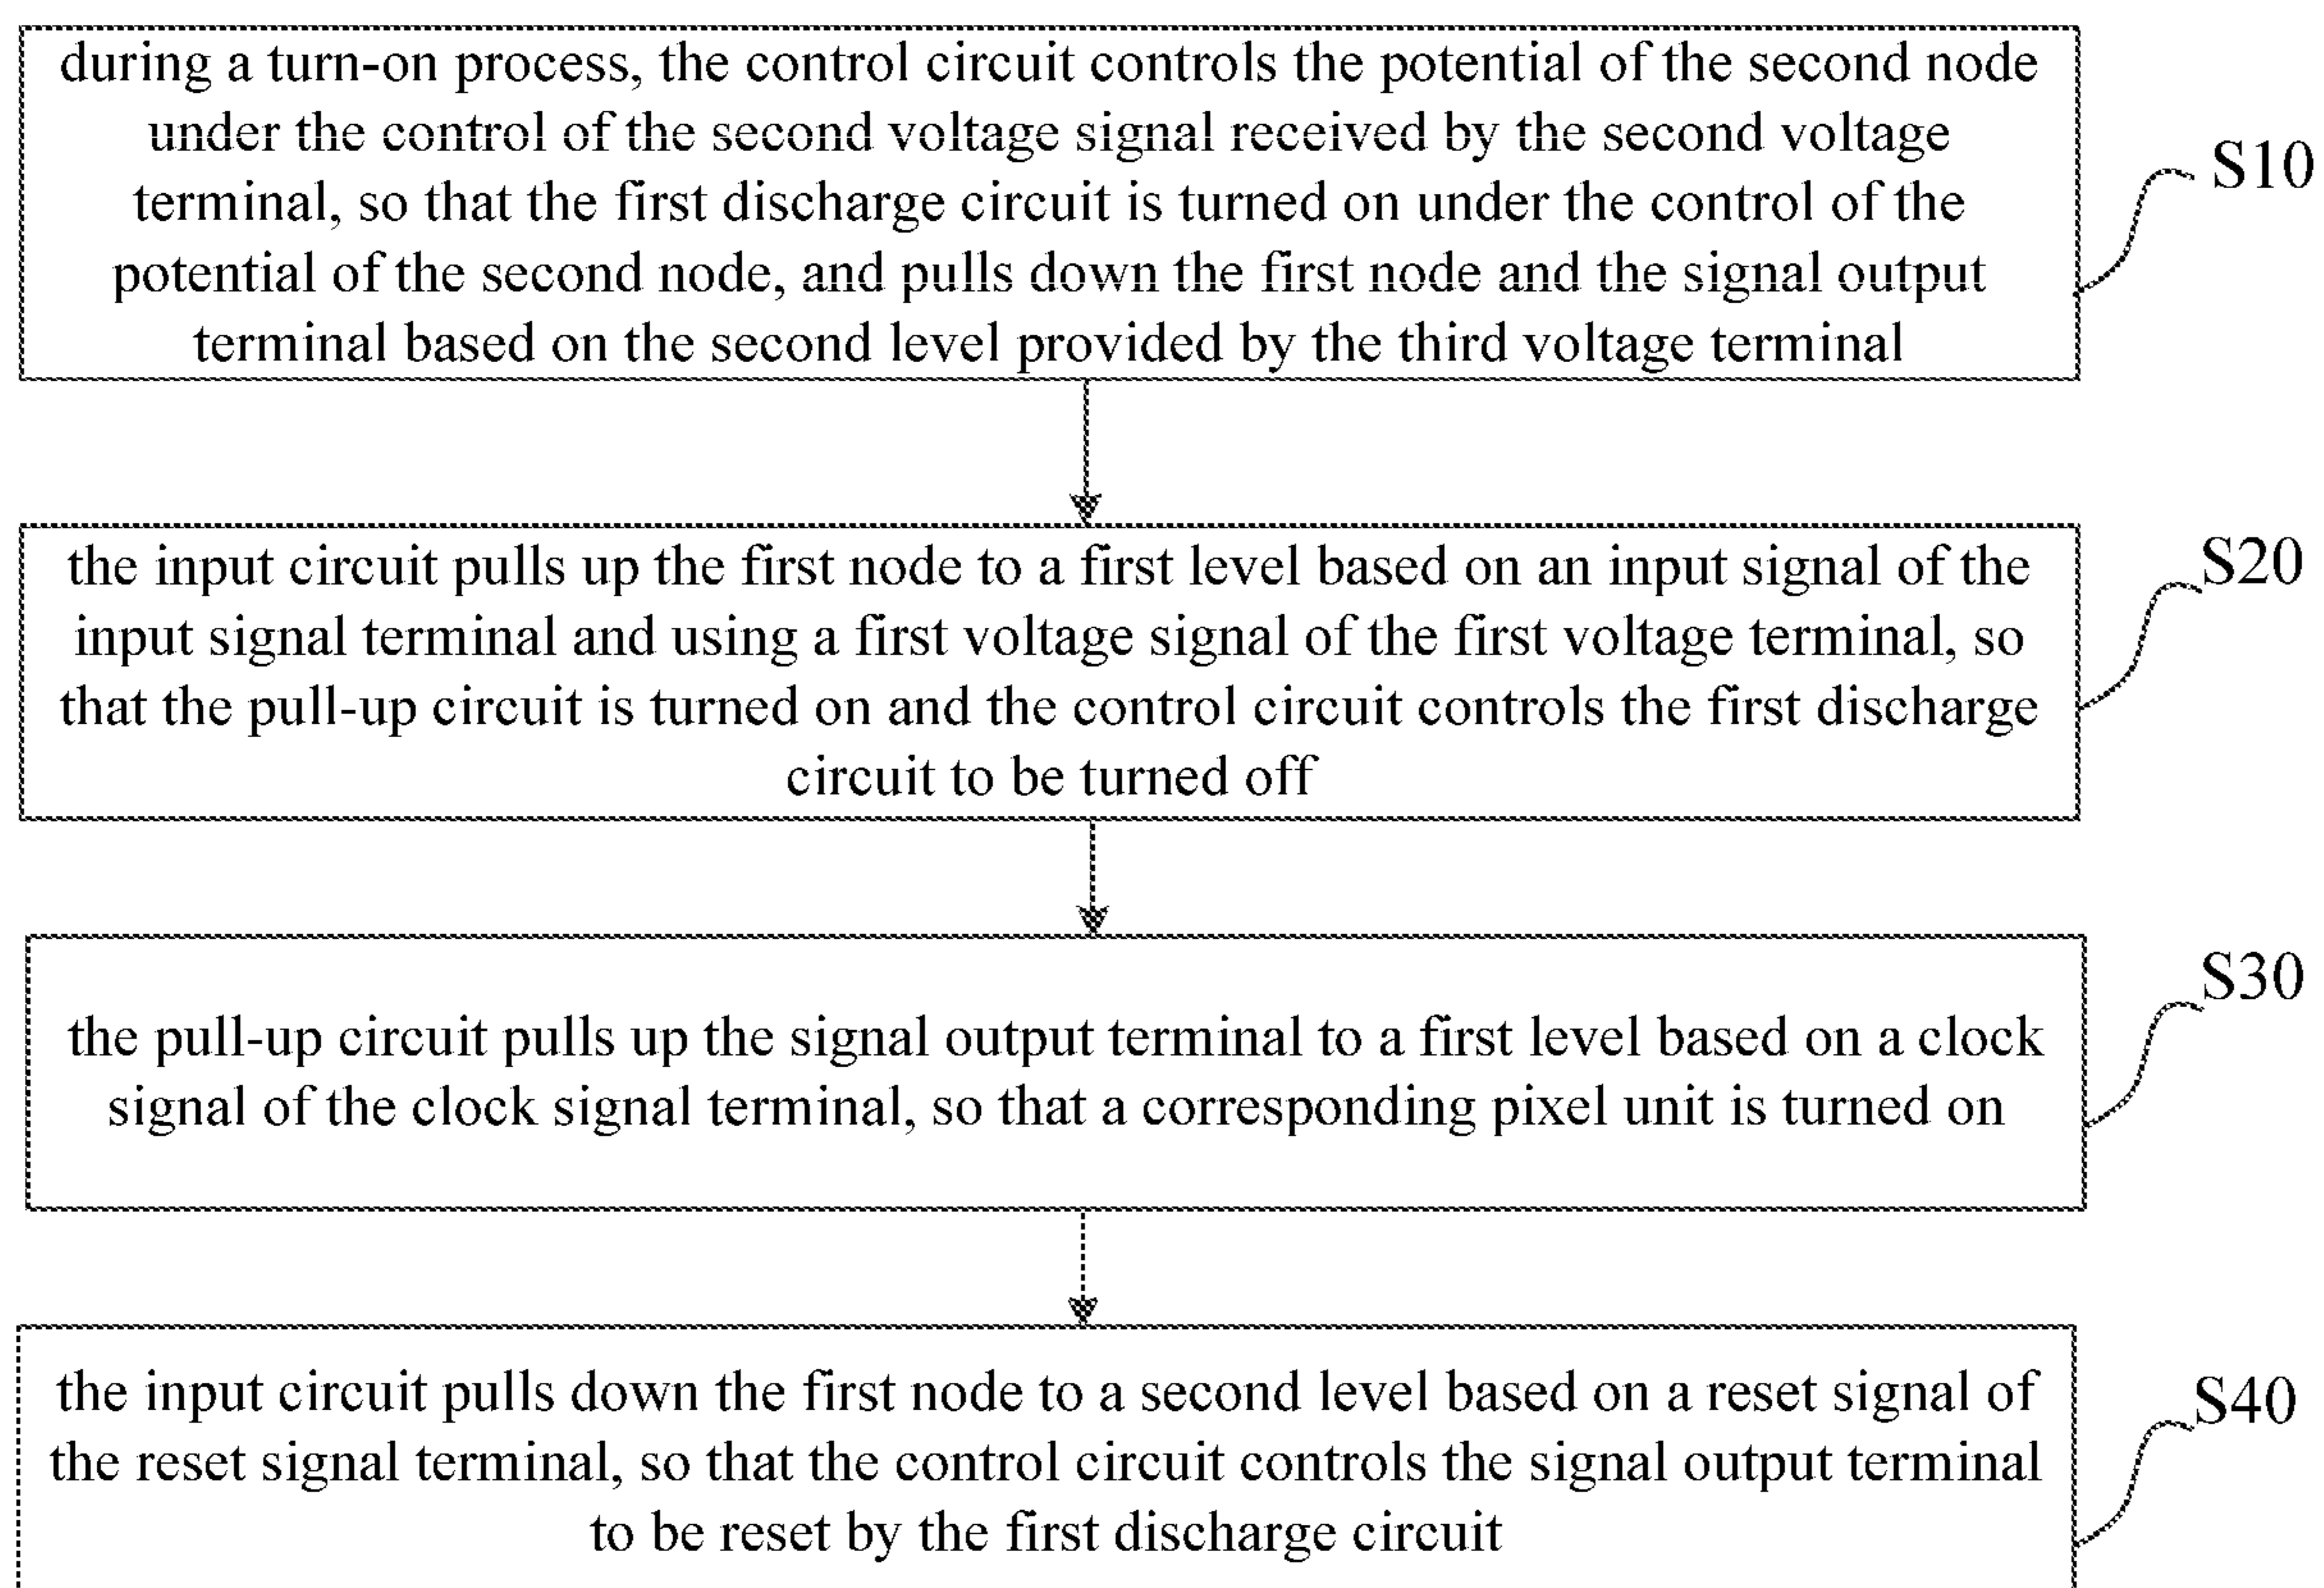 during a turn-on process, the control circuit controls the potential of the second node
under the control of the second voltage signal received by the second voltage
terminal, so that the first discharge circuit is turned on under the control of the
potential of the second node, and pulls down the first node and the signal output
terminal based on the second level provided by the third voltage terminal
S10
the input circuit pulls up the first node to a first level based on an input signal of the
input signal terminal and using a first voltage signal of the first voltage terminal, so
that the pull-up circuit is turned on and the control circuit controls the first discharge
circuit to be turned off
S20
the pull-up circuit pulls up the signal output terminal to a first level based on a clock
signal of the clock signal terminal, so that a corresponding pixel unit is turned on
S30
the input circuit pulls down the first node to a second level based on a reset signal of
the reset signal terminal, so that the control circuit controls the signal output terminal
to be reset by the first discharge circuit
S40